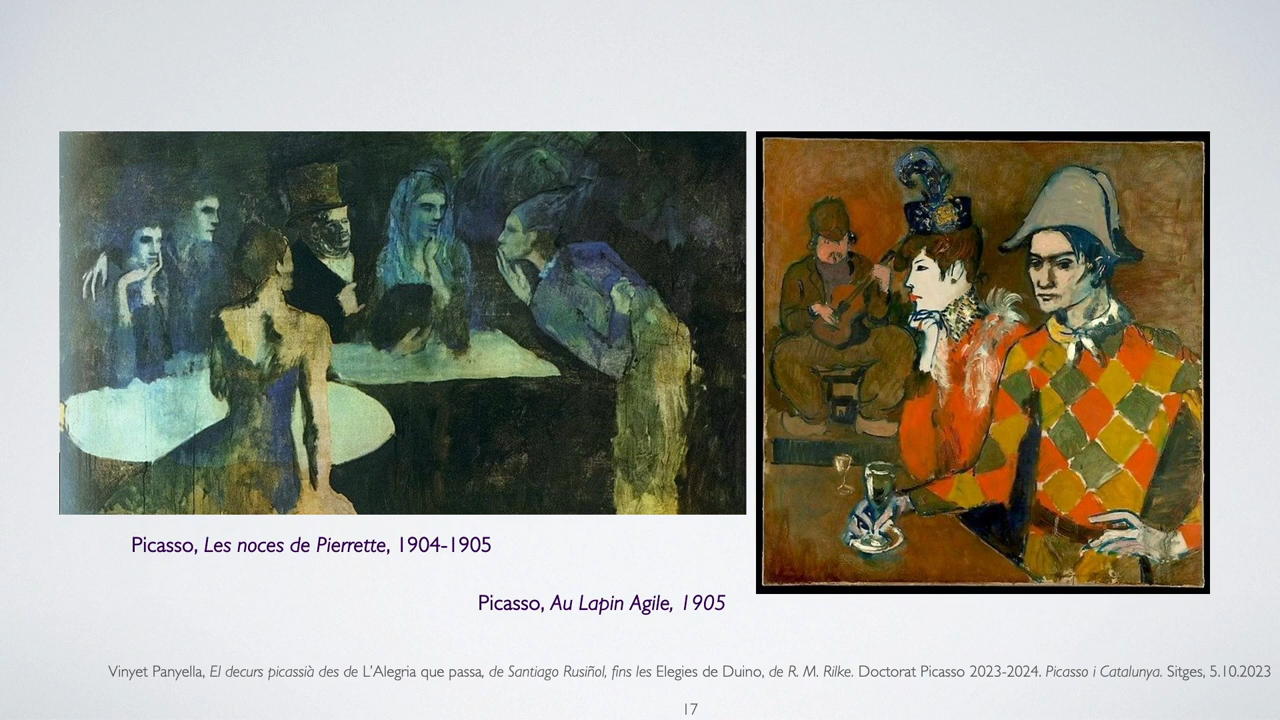 Picasso, Les noces de Pierrette, 1904-1905
Picasso, Au Lapin Agile, 1905
Vinyet Panyella, El decurs picassià des de L’Alegria que passa, de Santiago Rusiñol, fins les Elegies de Duino, de R. M. Rilke. Doctorat Picasso 2023-2024. Picasso i Catalunya. Sitges, 5.10.2023
17